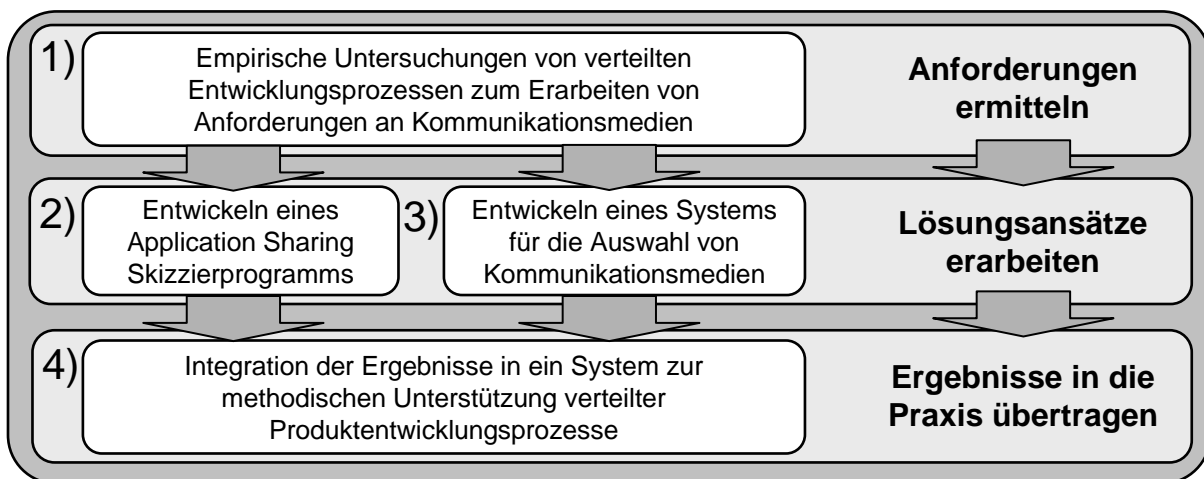 1)
Empirische Untersuchungen von verteilten
Entwicklungsprozessen zum Erarbeiten von
Anforderungen an Kommunikationsmedien
Anforderungen
ermitteln
2)
Entwickeln eines
Application Sharing
Skizzierprogramms
3)
Entwickeln eines Systems
für die Auswahl von
Kommunikationsmedien
Lösungsansätze
erarbeiten
4)
Integration der Ergebnisse in ein System zur
methodischen Unterstützung verteilter
Produktentwicklungsprozesse
Ergebnisse in die
Praxis übertragen